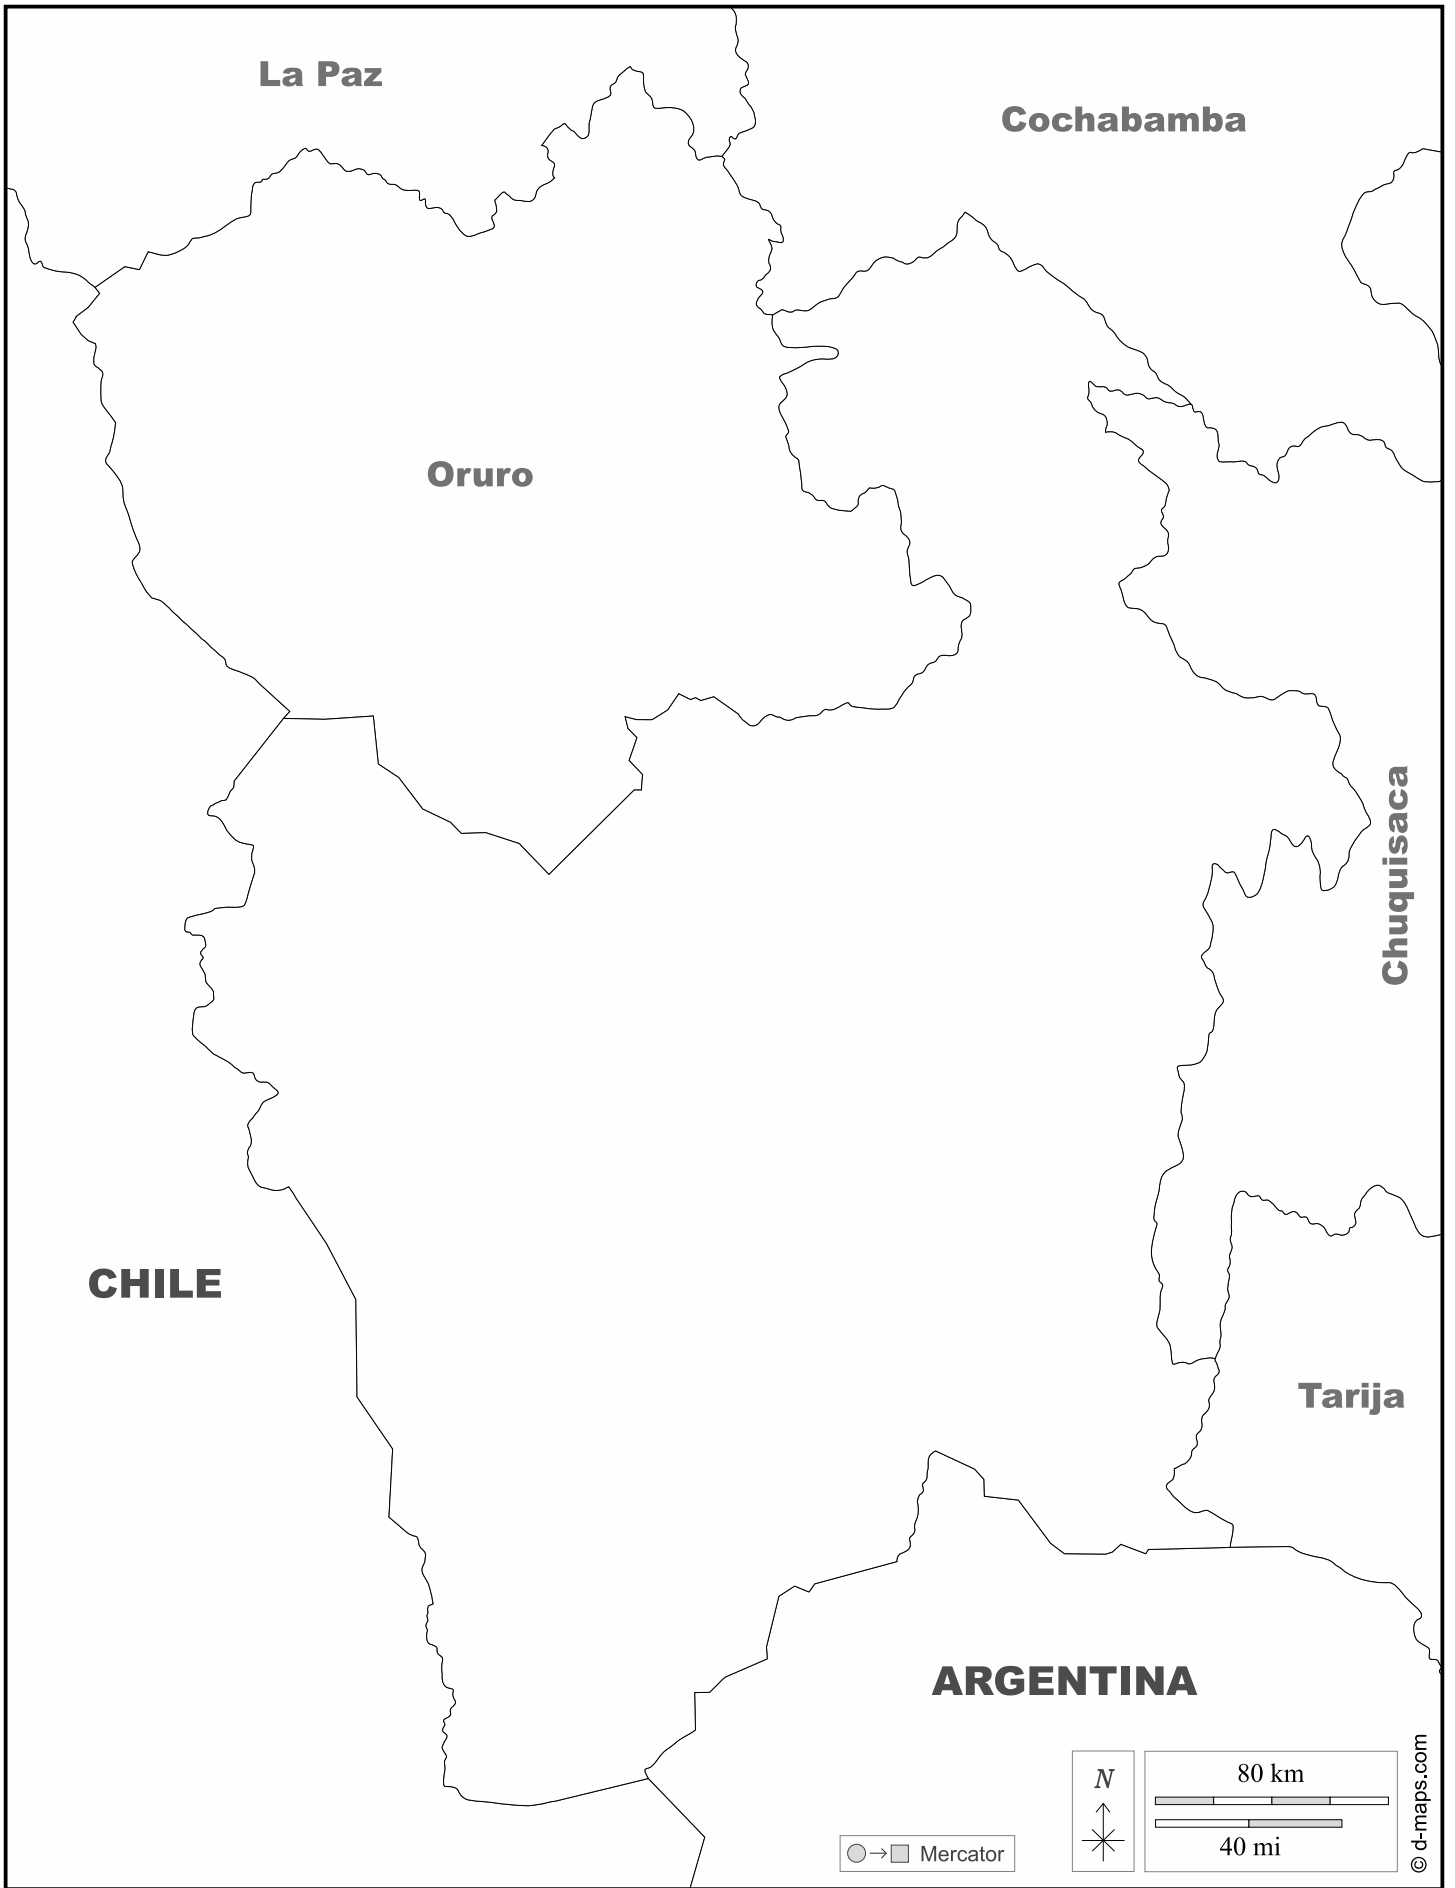 La Paz
Cochabamba
Oruro
Chuquisaca
CHILE
Tarija
ARGENTINA
N
80 km
40 mi
Mercator
© d-maps.com